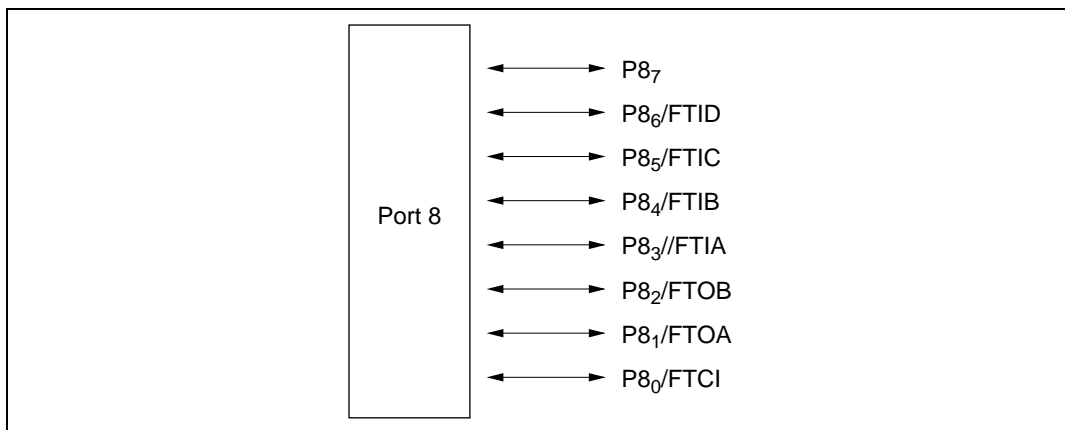 Port 8
P8₇
P8₆/FTID
P8₅/FTIC
P8₄/FTIB
P8₃//FTIA
P8₂/FTOB
P8₁/FTOA
P8₀/FTCI